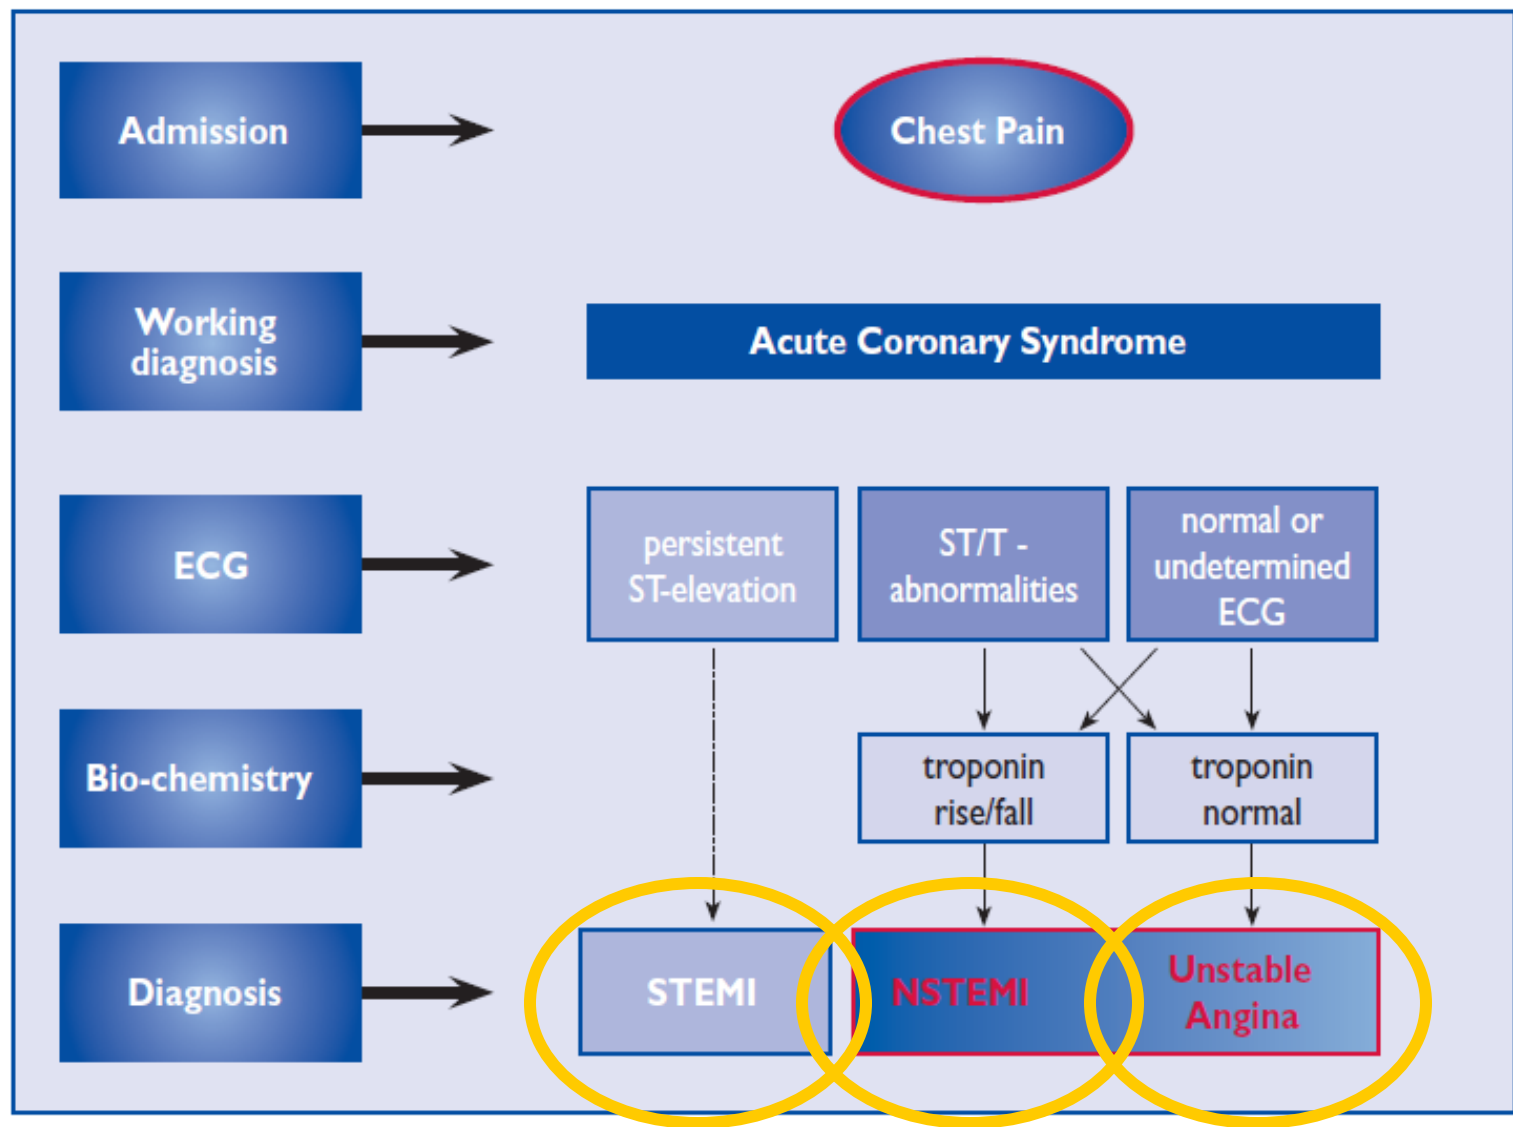 Admission
Chest Pain
Working
diagnosis
Acute Coronary Syndrome
ECG
persistent
ST-elevation
ST/T -
abnormalities
normal or
undetermined
ECG
Bio-chemistry
troponin
rise/fall
troponin
normal
Diagnosis
STEMI
NSTEMI
Unstable
Angina